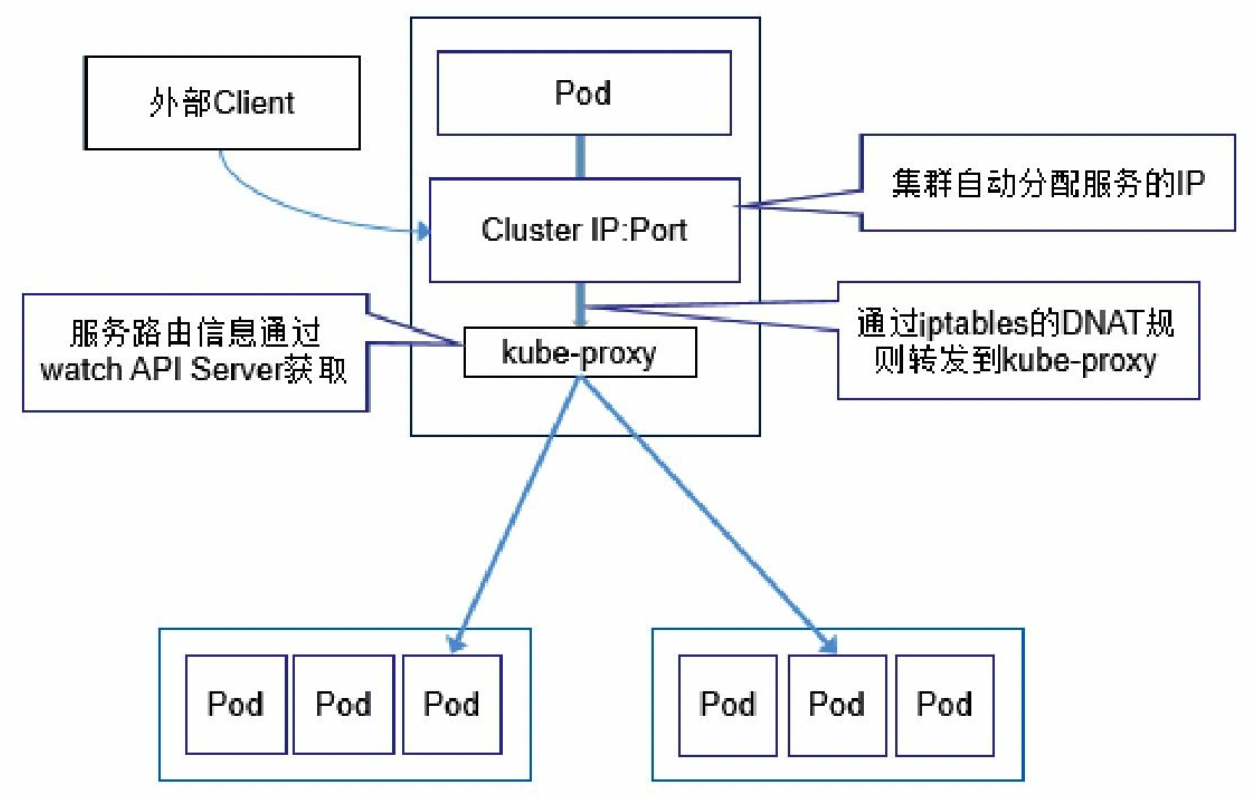 Pod
外部Client
集群自动分配服务的IP
Cluster IP:Port
服务路由信息通过
watch API Server获取
通过iptables的DNAT规
则转发到kube-proxy
kube-proxy
Pod
Pod
Pod
Pod
Pod
Pod